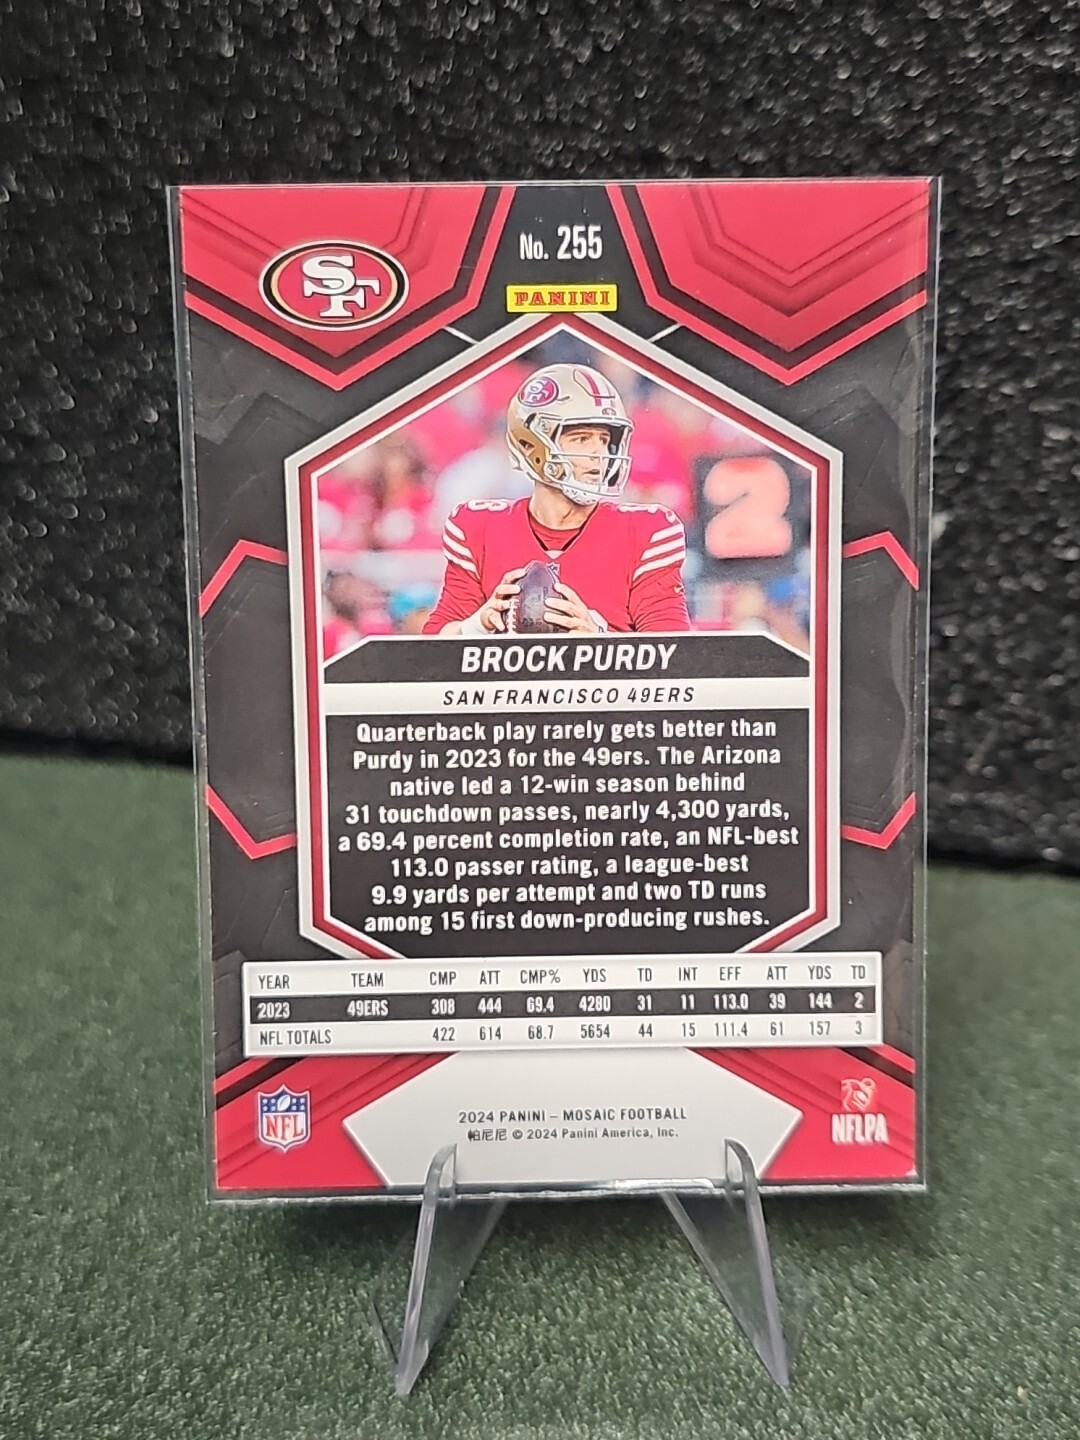 No. 255
SF
PANINI
2
BROCK PURDY
SAN FRANCISCO 49ERS
Quarterback play rarely gets better than
Purdy in 2023 for the 49ers. The Arizona
native led a 12-win season behind
31 touchdown passes, nearly 4,300 yards,
a 69.4 percent completion rate, an NFL-best
113.0 passer rating, a league-best
9.9 yards per attempt and two TD runs
among 15 first down-producing rushes.
YEAR TEAM CMP ATT CMP% YDS TD INT EFF ATT YDS TD
2023 49ERS 308 444 69.4 4280 31 11 113.0 39 144 2
NFL TOTALS 422 614 68.7 5654 44 15 111.4 61 157 3
NFL
2024 PANINI – MOSAIC FOOTBALL
帕尼尼 © 2024 Panini America, Inc.
NFLPA